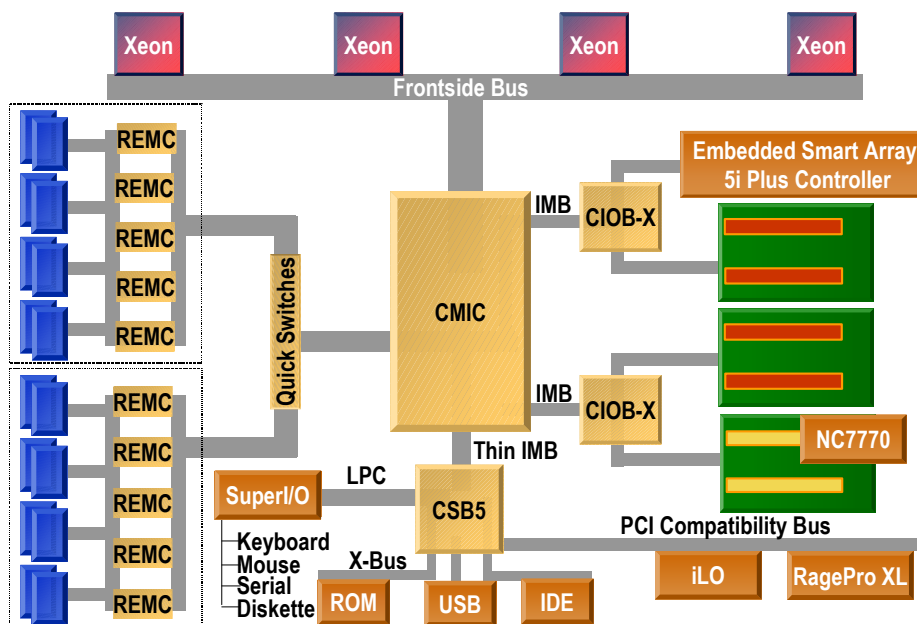 Xeon
Xeon
Xeon
Xeon
Frontside Bus
REMC
REMC
REMC
REMC
REMC
REMC
REMC
REMC
REMC
REMC
Quick Switches
CMIC
IMB
CIOB-X
Embedded Smart Array
5i Plus Controller
IMB
CIOB-X
NC7770
Thin IMB
LPC
SuperI/O
CSB5
Keyboard
Mouse
Serial
Diskette
X-Bus
ROM
USB
IDE
PCI Compatibility Bus
iLO
RagePro XL